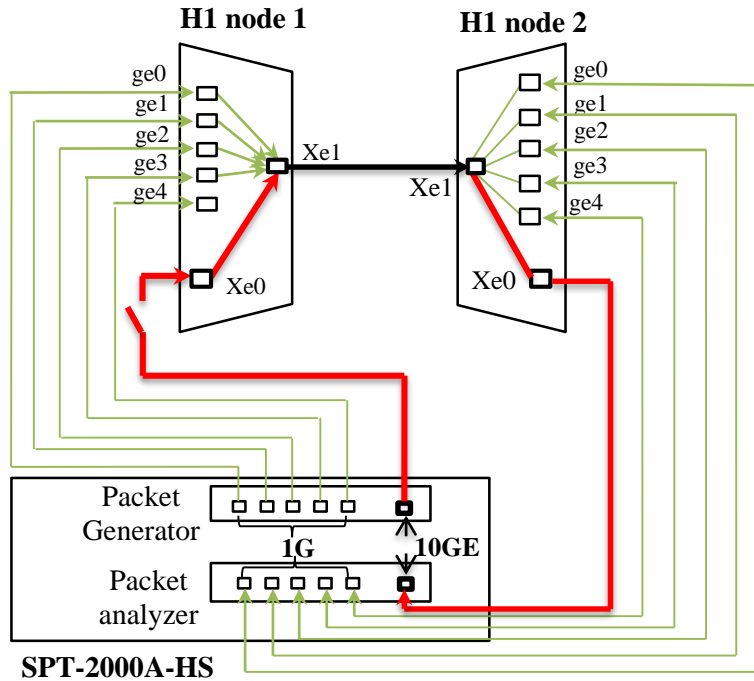 H1 node 1
H1 node 2
ge0
ge1
ge2
ge3
ge4
Xe1
Xe0
ge0
ge1
ge2
ge3
ge4
Xe1
Xe0
Packet
Generator
1G
10GE
Packet
analyzer
SPT-2000A-HS